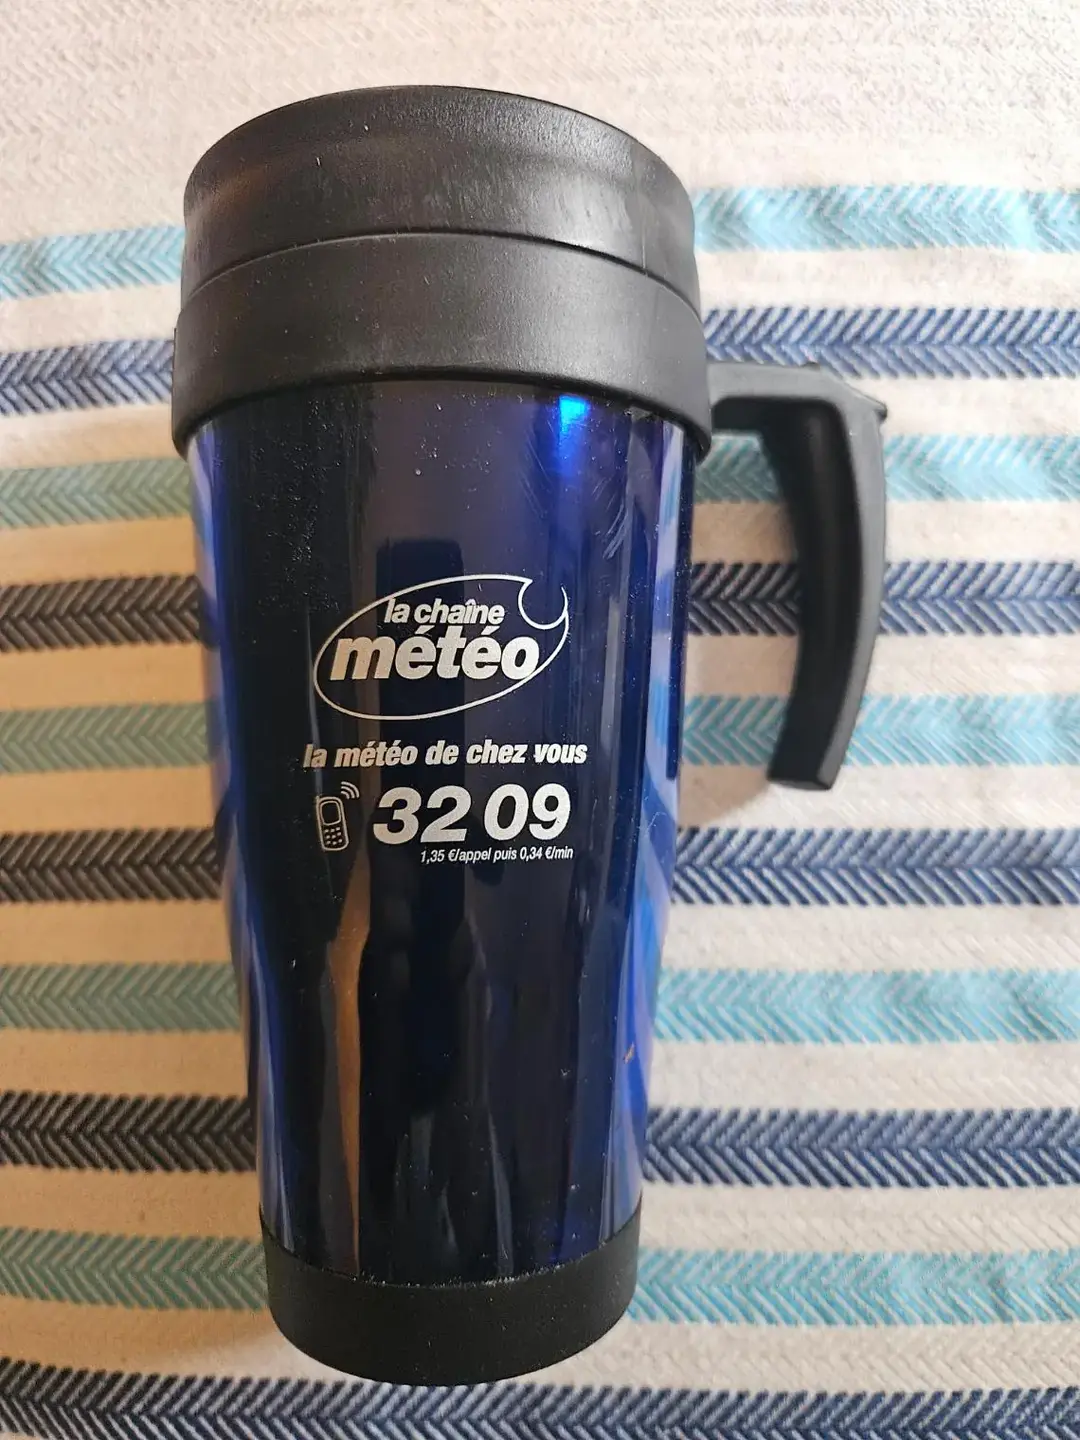 la chaîne
météo
la météo de chez vous
32 09
1,35 €/appel puis 0,34 €/min